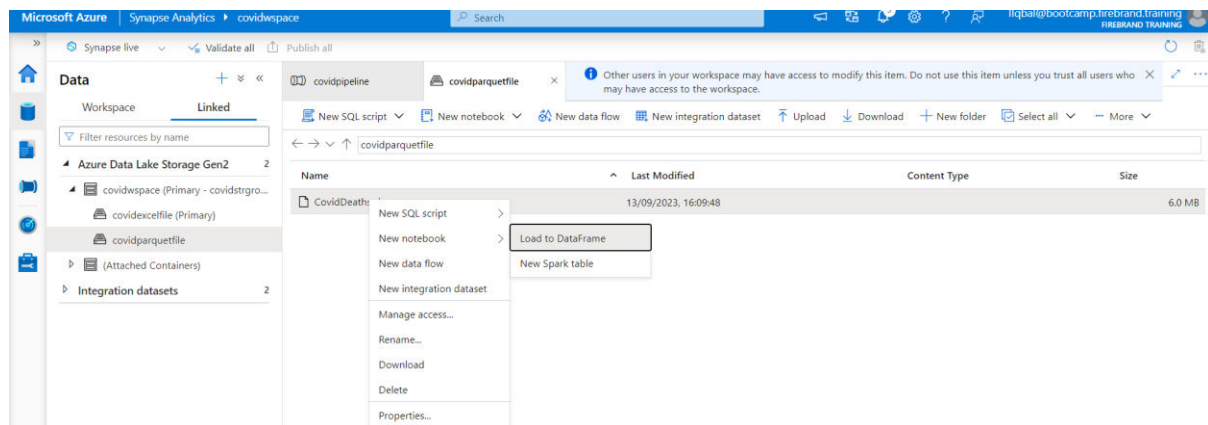 Microsoft Azure | Synapse Analytics ▸ covidwspace Search
Ilqbal@bootcamp.firebrand.training
FIREBRAND TRAINING
» Synapse live Validate all Publish all
Data + «
Workspace Linked
Filter resources by name
Azure Data Lake Storage Gen2 2
covidwspace (Primary - covidstrgro...
covidexcelfile (Primary)
covidparquetfile
(Attached Containers)
Integration datasets 2
covidpipeline covidparquetfile ×
Other users in your workspace may have access to modify this item. Do not use this item unless you trust all users who
may have access to the workspace.
New SQL script New notebook New data flow New integration dataset Upload Download + New folder Select all ··· More
covidparquetfile
Name Last Modified Content Type Size
CovidDeaths 13/09/2023, 16:09:48 6.0 MB
New SQL script >
New notebook >
New data flow
New integration dataset
Manage access...
Rename...
Download
Delete
Properties...
Load to DataFrame
New Spark table